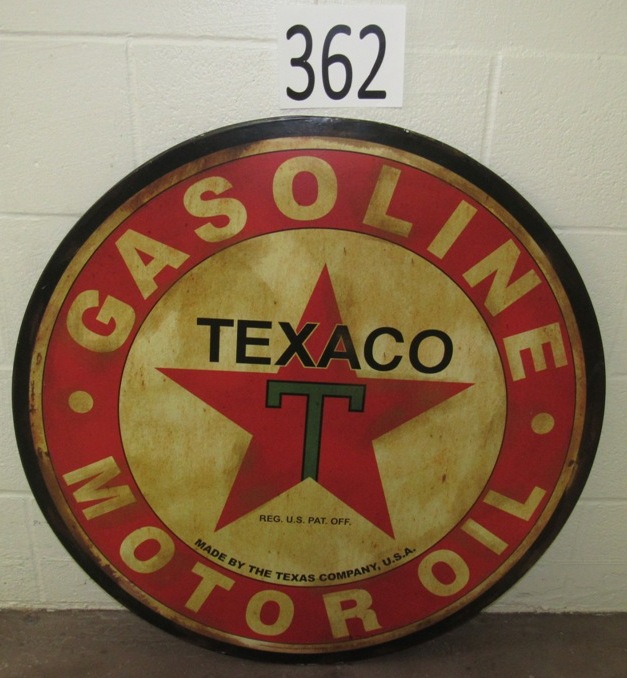 362
GASOLINE
TEXACO
T
REG. U.S. PAT. OFF.
MADE BY THE TEXAS COMPANY, U.S.A.
MOTOR OIL